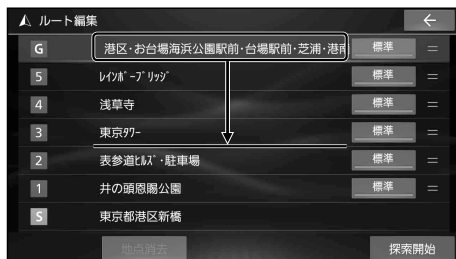 ルート編集
G 港区・お台場海浜公園駅前・台場駅前・芝浦・港南 標準
5 レインボーブリッジ 標準
4 浅草寺 標準
3 東京タワー 標準
2 表参道ヒルズ・駐車場 標準
1 井の頭恩賜公園 標準
S 東京都港区新橋
地点消去 探索開始